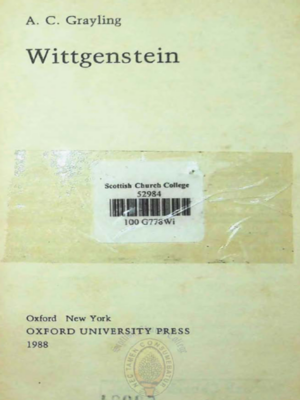 A. C. Grayling
Wittgenstein
Scottish Church College
52984
100 G778Wi
Oxford New York
OXFORD UNIVERSITY PRESS
1988